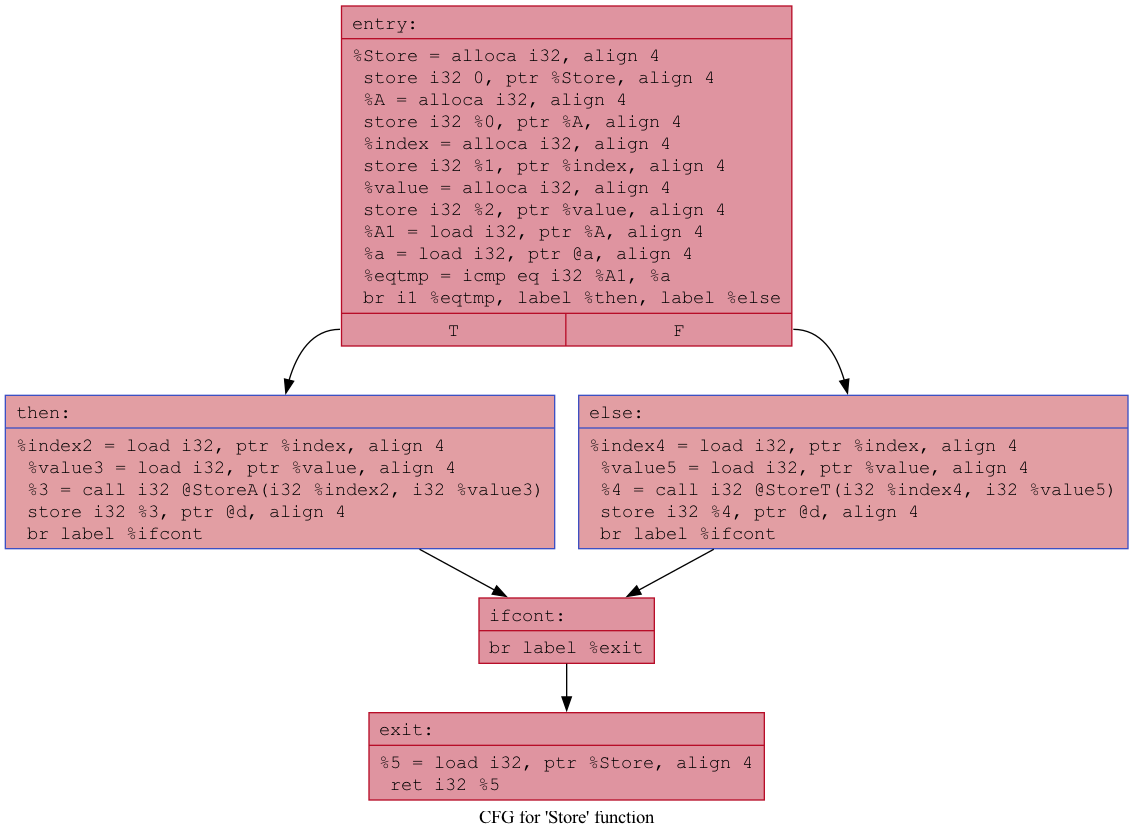 entry:
%Store = alloca i32, align 4
store i32 0, ptr %Store, align 4
%A = alloca i32, align 4
store i32 %0, ptr %A, align 4
%index = alloca i32, align 4
store i32 %1, ptr %index, align 4
%value = alloca i32, align 4
store i32 %2, ptr %value, align 4
%A1 = load i32, ptr %A, align 4
%a = load i32, ptr @a, align 4
%eqtmp = icmp eq i32 %A1, %a
br i1 %eqtmp, label %then, label %else
T
F
then:
%index2 = load i32, ptr %index, align 4
%value3 = load i32, ptr %value, align 4
%3 = call i32 @StoreA(i32 %index2, i32 %value3)
store i32 %3, ptr @d, align 4
br label %ifcont
else:
%index4 = load i32, ptr %index, align 4
%value5 = load i32, ptr %value, align 4
%4 = call i32 @StoreT(i32 %index4, i32 %value5)
store i32 %4, ptr @d, align 4
br label %ifcont
ifcont:
br label %exit
exit:
%5 = load i32, ptr %Store, align 4
ret i32 %5
CFG for 'Store' function